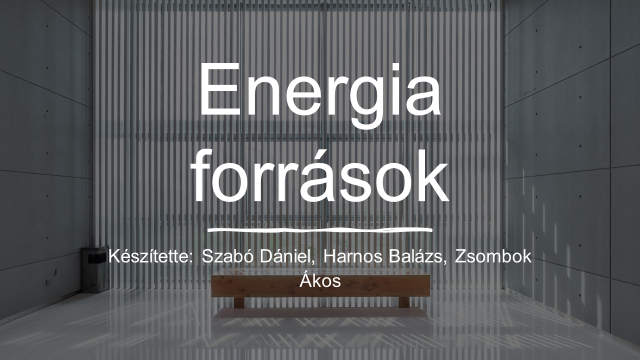 Energia
források
Készítette: Szabó Dániel, Harnos Balázs, Zsombok
Ákos